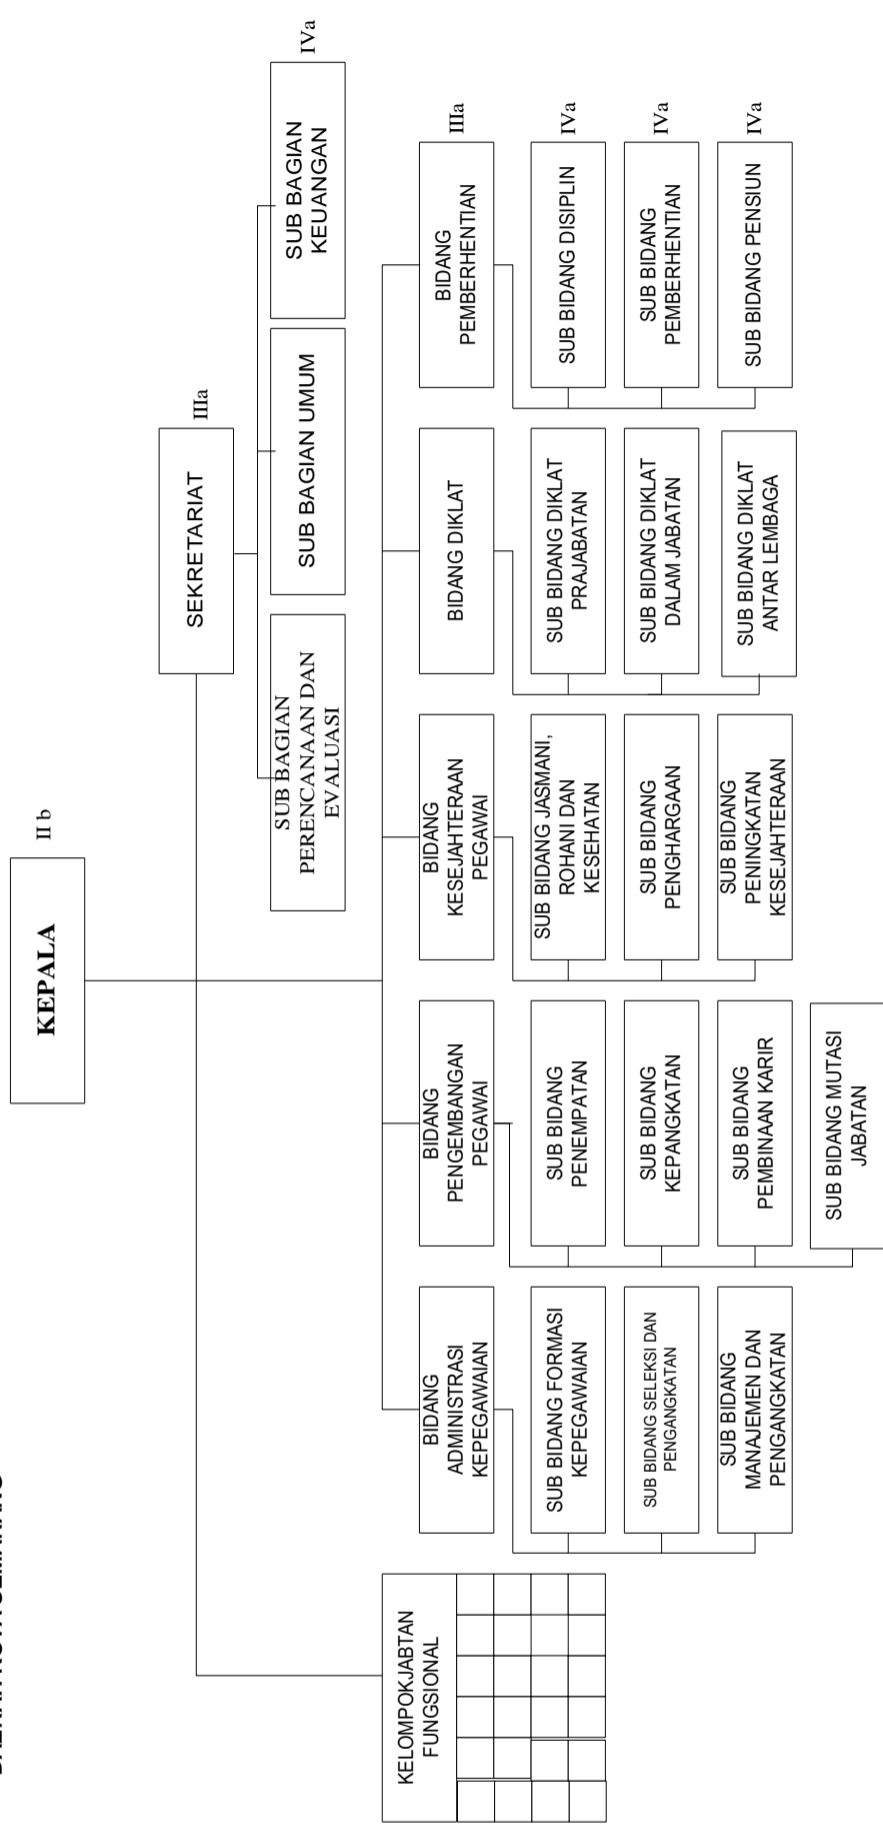 KEPALA
II b
SEKRETARIAT
IIIa
SUB BAGIAN
PERENCANAAN DAN
EVALUASI
SUB BAGIAN UMUM
SUB BAGIAN
KEUANGAN
IVa
KELOMPOKJABTAN
FUNGSIONAL
BIDANG
ADMINISTRASI
KEPEGAWAIAN
BIDANG
PENGEMBANGAN
PEGAWAI
BIDANG
KESEJAHTERAAN
PEGAWAI
BIDANG DIKLAT
BIDANG
PEMBERHENTIAN
IIIa
SUB BIDANG FORMASI
KEPEGAWAIAN
SUB BIDANG
PENEMPATAN
SUB BIDANG JASMANI,
ROHANI DAN
KESEHATAN
SUB BIDANG DIKLAT
PRAJABATAN
SUB BIDANG DISIPLIN
IVa
SUB BIDANG SELEKSI DAN
PENGANGKATAN
SUB BIDANG
KEPANGKATAN
SUB BIDANG
PENGHARGAAN
SUB BIDANG DIKLAT
DALAM JABATAN
SUB BIDANG
PEMBERHENTIAN
IVa
SUB BIDANG
MANAJEMEN DAN
PENGANGKATAN
SUB BIDANG
PEMBINAAN KARIR
SUB BIDANG
PENINGKATAN
KESEJAHTERAAN
SUB BIDANG DIKLAT
ANTAR LEMBAGA
SUB BIDANG PENSIUN
IVa
SUB BIDANG MUTASI
JABATAN